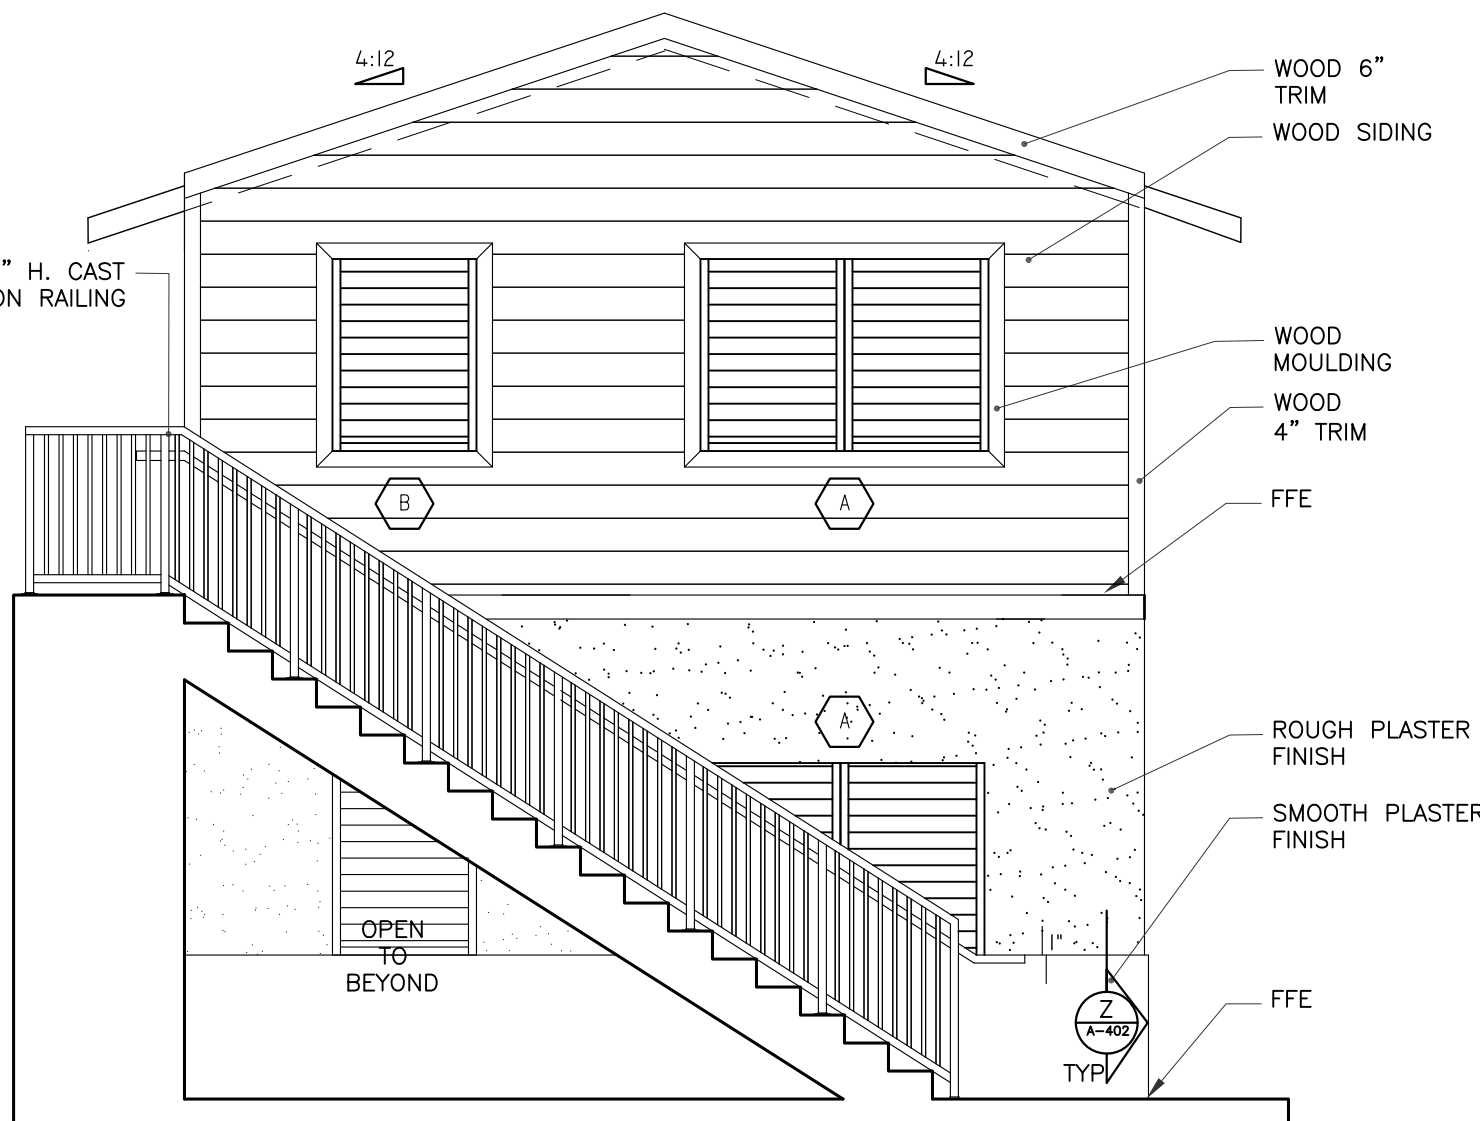 4:12
4:12
WOOD 6”
TRIM
WOOD SIDING
” H. CAST
ON RAILING
WOOD
MOULDING
WOOD
4” TRIM
B
A
FFE
A
ROUGH PLASTER
FINISH
SMOOTH PLASTER
FINISH
OPEN
TO
BEYOND
1"
Z
A-402
TYP
FFE